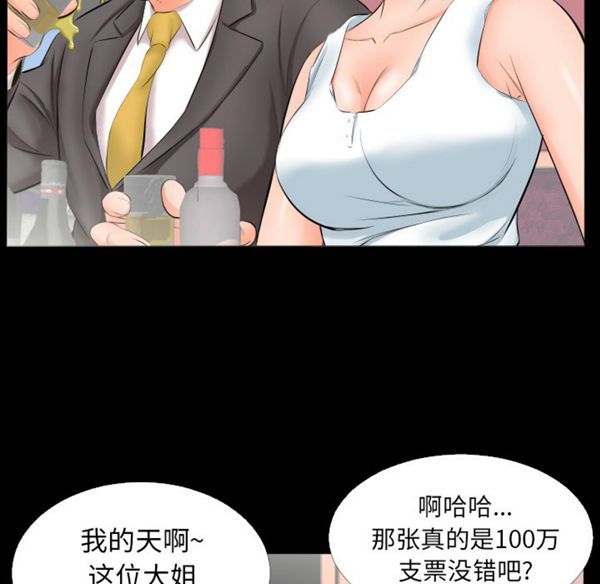 我的天啊~
这位大姐
啊哈哈...
那张真的是100万
支票没错吧?